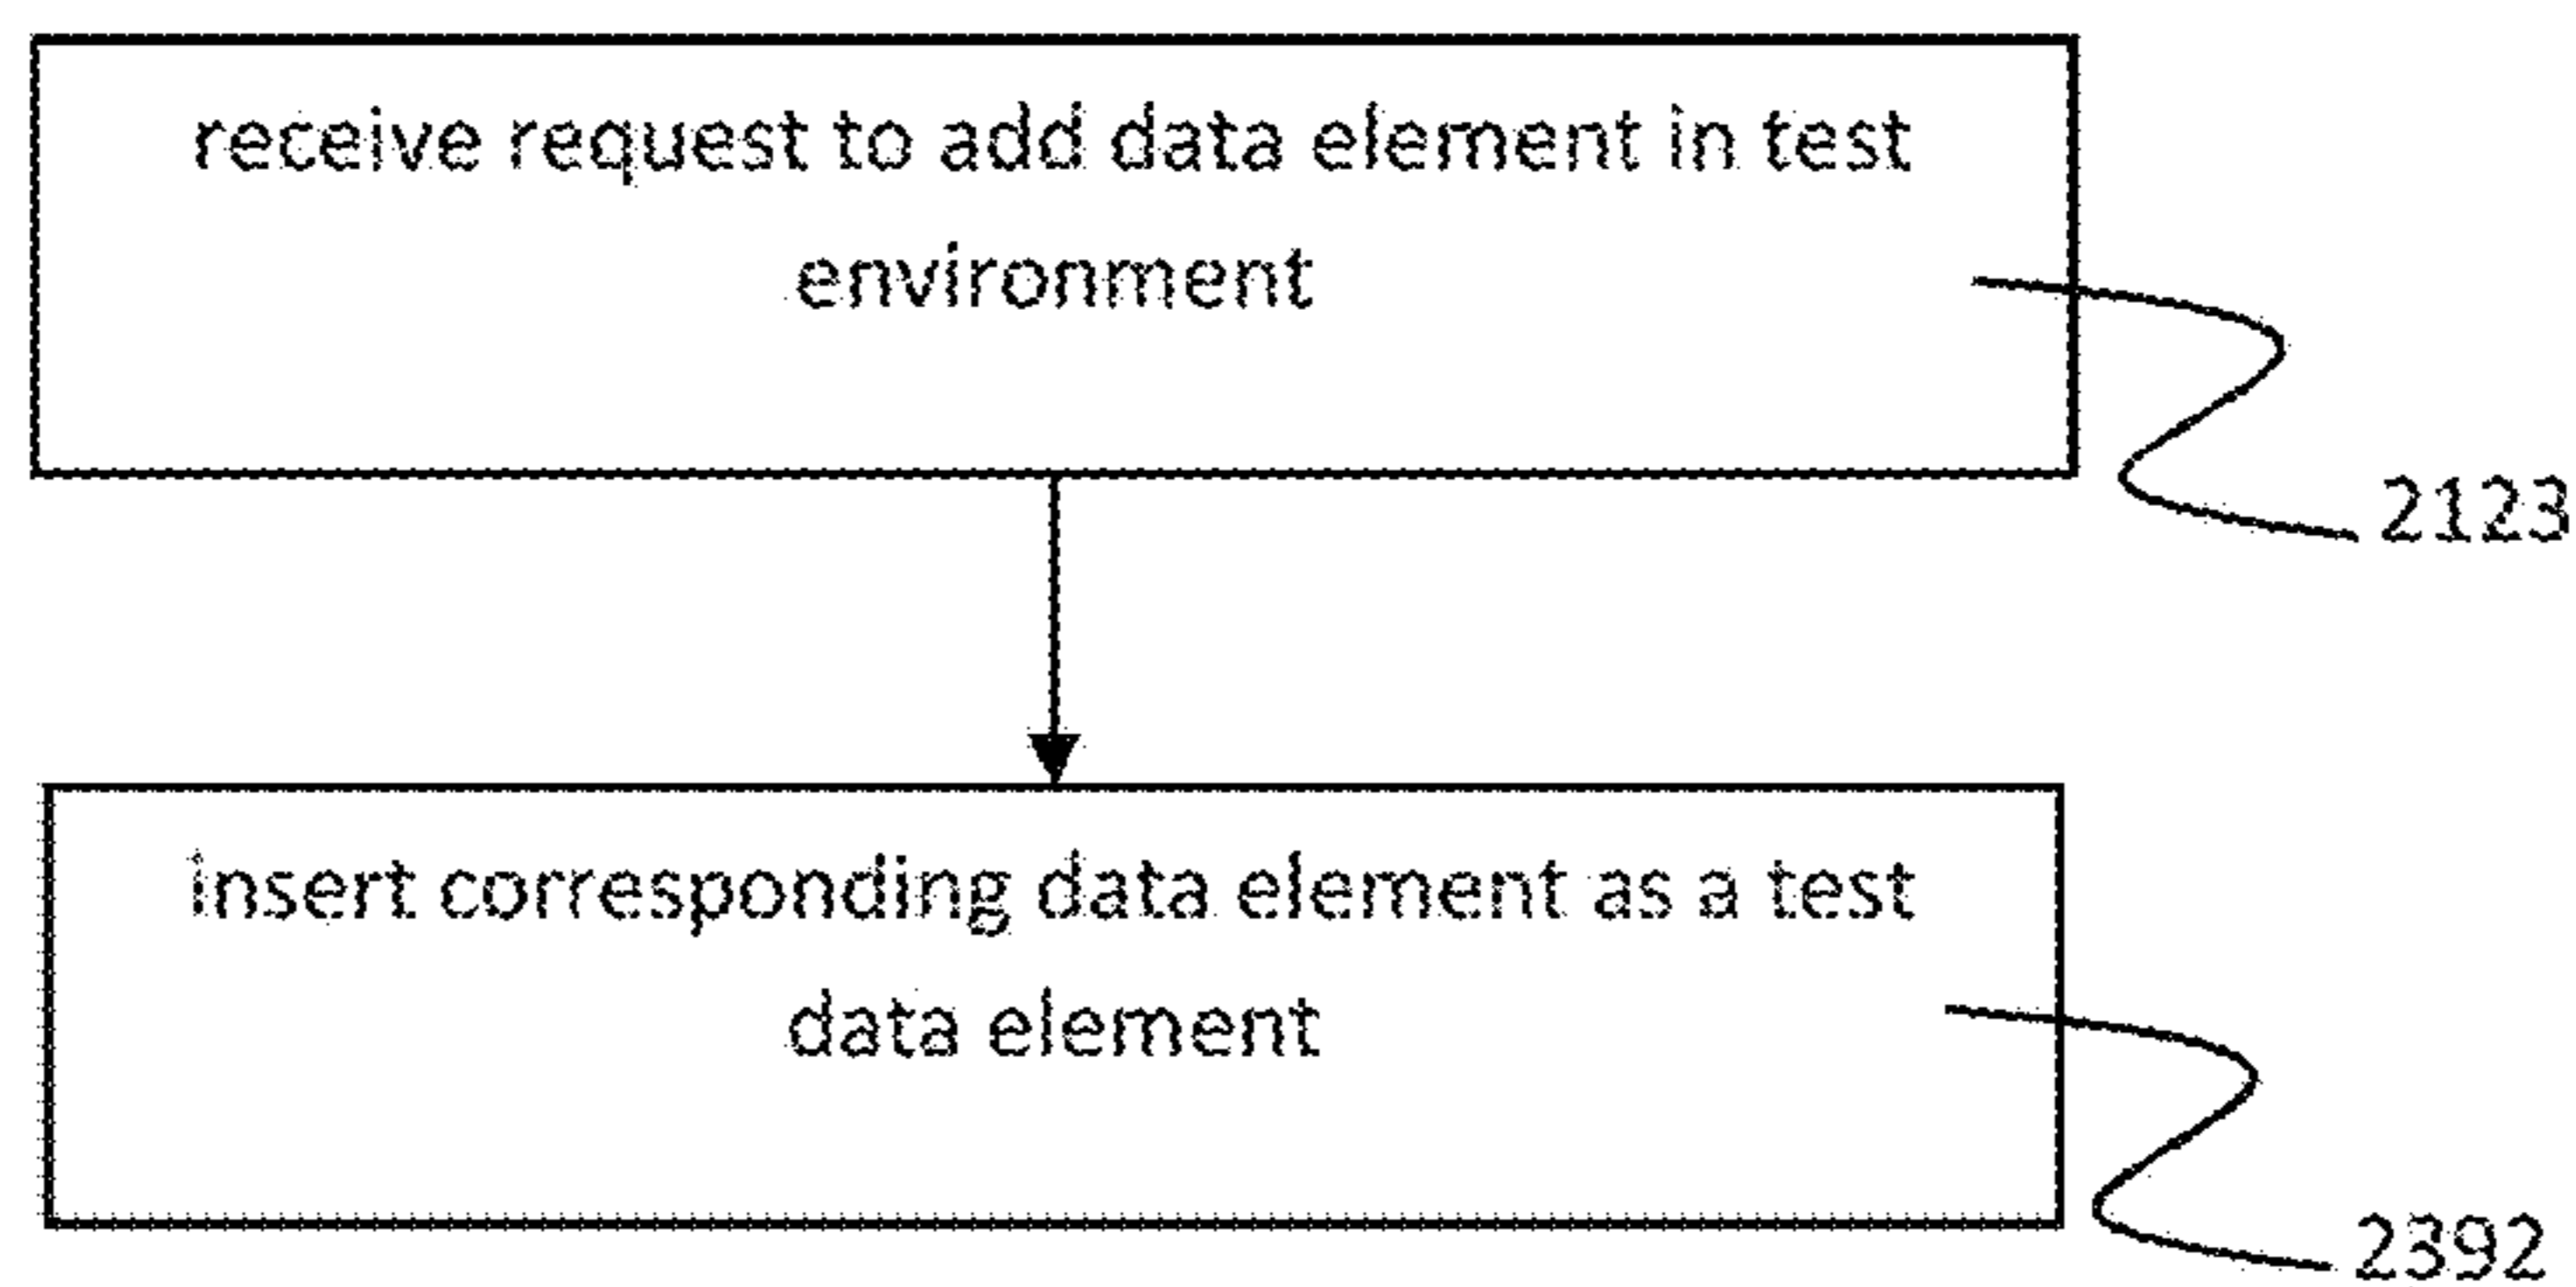 receive request to add data element in test
environment
2123
insert corresponding data element as a test
data element
2392